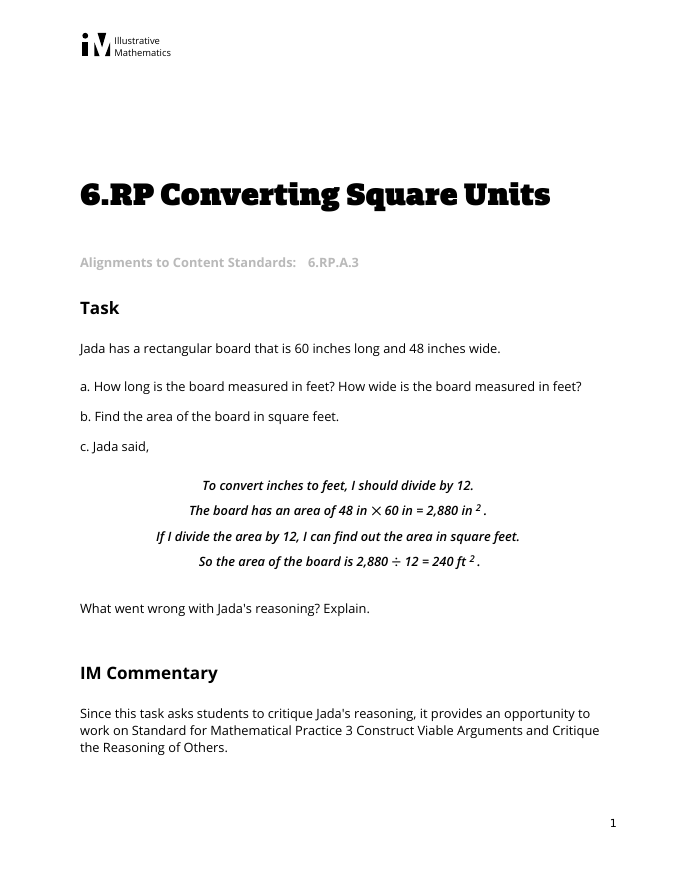 Illustrative
Mathematics
6.RP Converting Square Units
Alignments to Content Standards: 6.RP.A.3
Task
Jada has a rectangular board that is 60 inches long and 48 inches wide.
a. How long is the board measured in feet? How wide is the board measured in feet?
b. Find the area of the board in square feet.
c. Jada said,
To convert inches to feet, I should divide by 12.
The board has an area of 48 in × 60 in = 2,880 in ².
If I divide the area by 12, I can find out the area in square feet.
So the area of the board is 2,880 ÷ 12 = 240 ft ².
What went wrong with Jada's reasoning? Explain.
IM Commentary
Since this task asks students to critique Jada's reasoning, it provides an opportunity to
work on Standard for Mathematical Practice 3 Construct Viable Arguments and Critique
the Reasoning of Others.
1